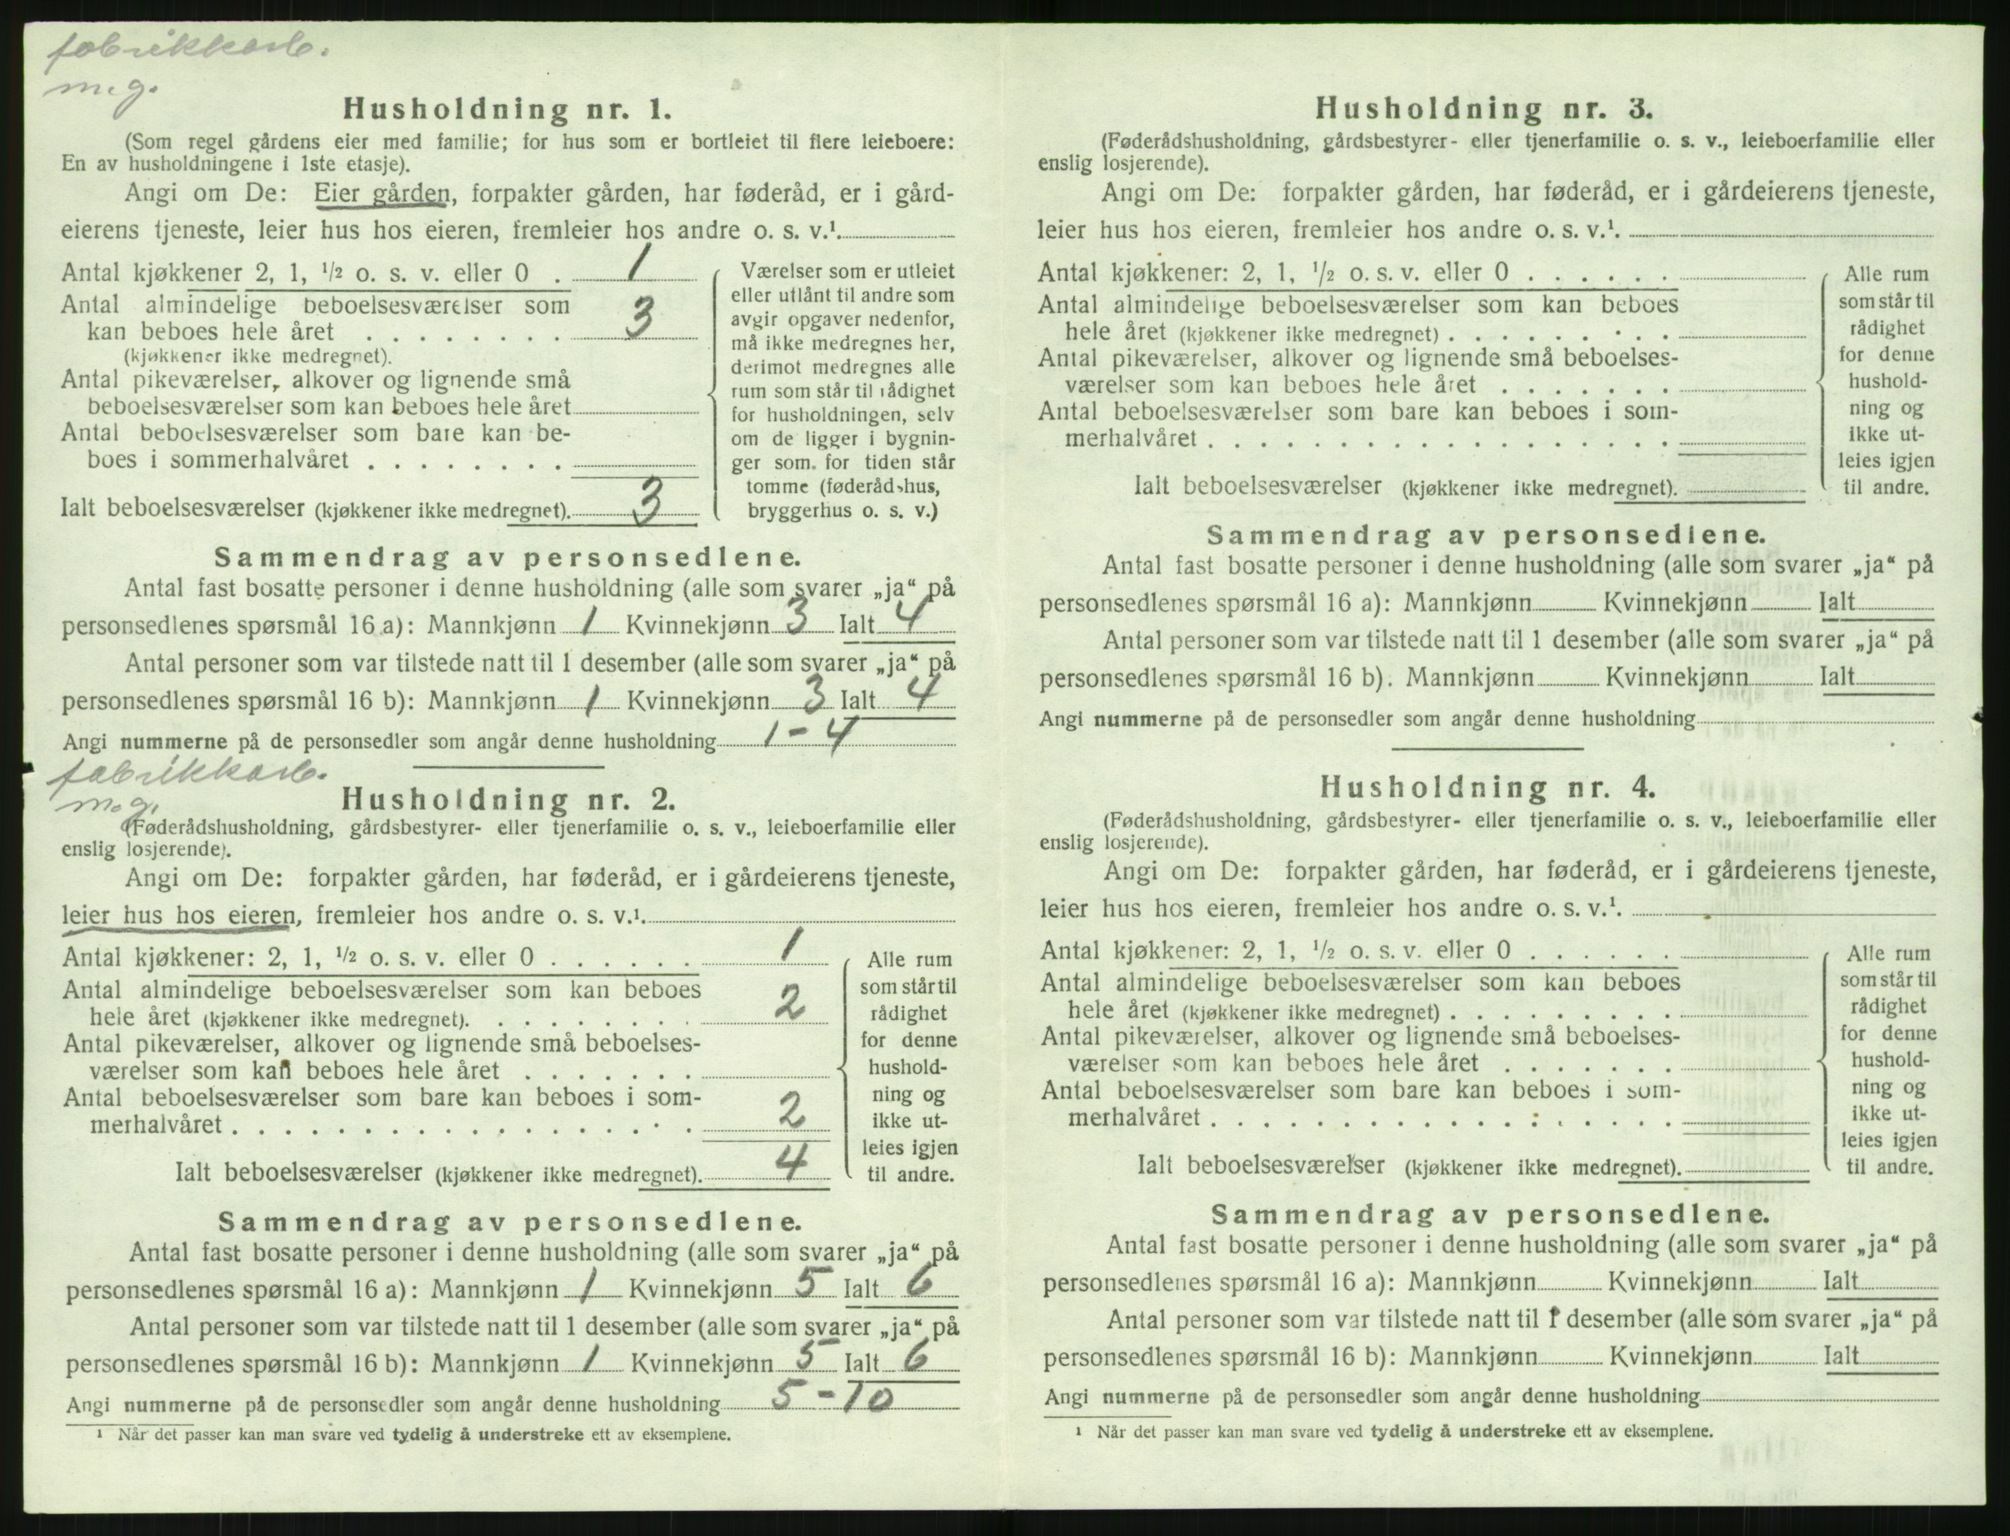 fabrikkarb.
m.g.
Husholdning nr. 1.
(Som regel gårdens eier med familie; for hus som er bortleiet til flere leieboere:
En av husholdningene i 1ste etasje).
Angi om De: Eier gården, forpakter gården, har føderåd, er i gård-
eierens tjeneste, leier hus hos eieren, fremleier hos andre o. s. v.¹.
Antal kjøkkener 2, 1, ½ o. s. v. eller 0 . 1
Antal almindelige beboelsesværelser som
kan beboes hele året . . . . . . . . 3
(kjøkkener ikke medregnet).
Antal pikeværelser, alkover og lignende små
beboelsesværelser som kan beboes hele året
Antal beboelsesværelser som bare kan be-
boes i sommerhalvåret . . . . . . . .
Ialt beboelsesværelser (kjøkkener ikke medregnet). 3
Værelser som er utleiet
eller utlånt til andre som
avgir opgaver nedenfor,
må ikke medregnes her,
derimot medregnes alle
rum som står til rådighet
for husholdningen, selv
om de ligger i bygnin-
ger som for tiden står
tomme (føderådshus,
bryggerhus o. s. v.)
Sammendrag av personsedlene.
Antal fast bosatte personer i denne husholdning (alle som svarer „ja“ på
personsedlenes spørsmål 16 a): Mannkjønn 1 Kvinnekjønn 3 Ialt 4
Antal personer som var tilstede natt til 1 desember (alle som svarer „ja“ på
personsedlenes spørsmål 16 b): Mannkjønn 1 Kvinnekjønn 3 Ialt 4
Angi nummerne på de personsedler som angår denne husholdning 1-4
fabrikkarb.
m.g.
Husholdning nr. 2.
(Føderådshusholdning, gårdsbestyrer- eller tjenerfamilie o. s. v., leieboerfamilie eller
enslig losjerende).
Angi om De: forpakter gården, har føderåd, er i gårdeierens tjeneste,
leier hus hos eieren, fremleier hos andre o. s. v.¹.
Antal kjøkkener: 2, 1, ½ o. s. v. eller 0 . . . . . . 1
Antal almindelige beboelsesværelser som kan beboes
hele året (kjøkkener ikke medregnet). . . . . . . . . 2
Antal pikeværelser, alkover og lignende små beboelses-
værelser som kan beboes hele året . . . . . . .
Antal beboelsesværelser som bare kan beboes i som-
merhalvåret . . . . . . . . . . . . . . . . . . 2
Ialt beboelsesværelser (kjøkkener ikke medregnet). 4
Alle rum
som står til
rådighet
for denne
hushold-
ning og
ikke ut-
leies igjen
til andre.
Sammendrag av personsedlene.
Antal fast bosatte personer i denne husholdning (alle som svarer „ja“ på
personsedlenes spørsmål 16 a): Mannkjønn 1 Kvinnekjønn 5 Ialt 6
Antal personer som var tilstede natt til 1 desember (alle som svarer „ja“ på
personsedlenes spørsmål 16 b): Mannkjønn 1 Kvinnekjønn 5 Ialt 6
Angi nummerne på de personsedler som angår denne husholdning 5-10
¹ Når det passer kan man svare ved tydelig å understreke ett av eksemplene.
Husholdning nr. 3.
(Føderådshusholdning, gårdsbestyrer- eller tjenerfamilie o. s. v., leieboerfamilie eller
enslig losjerende).
Angi om De: forpakter gården, har føderåd, er i gårdeierens tjeneste,
leier hus hos eieren, fremleier hos andre o. s. v.¹.
Antal kjøkkener: 2, 1, ½ o. s. v. eller 0 . . . . . .
Antal almindelige beboelsesværelser som kan beboes
hele året (kjøkkener ikke medregnet) . . . . . . . . .
Antal pikeværelser, alkover og lignende små beboelses-
værelser som kan beboes hele året . . . . . . .
Antal beboelsesværelser som bare kan beboes i som-
merhalvåret . . . . . . . . . . . . . . . . . .
Ialt beboelsesværelser (kjøkkener ikke medregnet).
Alle rum
som står til
rådighet
for denne
hushold-
ning og
ikke ut-
leies igjen
til andre.
Sammendrag av personsedlene.
Antal fast bosatte personer i denne husholdning (alle som svarer „ja“ på
personsedlenes spørsmål 16 a): Mannkjønn Kvinnekjønn Ialt
Antal personer som var tilstede natt til 1 desember (alle som svarer „ja“ på
personsedlenes spørsmål 16 b). Mannkjønn Kvinnekjønn Ialt
Angi nummerne på de personsedler som angår denne husholdning
Husholdning nr. 4.
(Føderådshusholdning, gårdsbestyrer- eller tjenerfamilie o. s. v., leieboerfamilie eller
enslig losjerende).
Angi om De: forpakter gården, har føderåd, er i gårdeierens tjeneste,
leier hus hos eieren, fremleier hos andre o. s. v.¹.
Antal kjøkkener: 2, 1, ½ o. s. v. eller 0 . . . . . .
Antal almindelige beboelsesværelser som kan beboes
hele året (kjøkkener ikke medregnet) . . . . . . . . .
Antal pikeværelser, alkover og lignende små beboelses-
værelser som kan beboes hele året . . . . . . .
Antal beboelsesværelser som bare kan beboes i som-
merhalvåret . . . . . . . . . . . . . . . . . .
Ialt beboelsesværelser (kjøkkener ikke medregnet).
Alle rum
som står til
rådighet
for denne
hushold-
ning og
ikke ut-
leies igjen
til andre.
Sammendrag av personsedlene.
Antal fast bosatte personer i denne husholdning (alle som svarer „ja“ på
personsedlenes spørsmål 16 a): Mannkjønn Kvinnekjønn Ialt
Antal personer som var tilstede natt til 1 desember (alle som svarer „ja“ på
personsedlenes spørsmål 16 b): Mannkjønn Kvinnekjønn Ialt
Angi nummerne på de personsedler som angår denne husholdning
¹ Når det passer kan man svare ved tydelig å understreke ett av eksemplene.